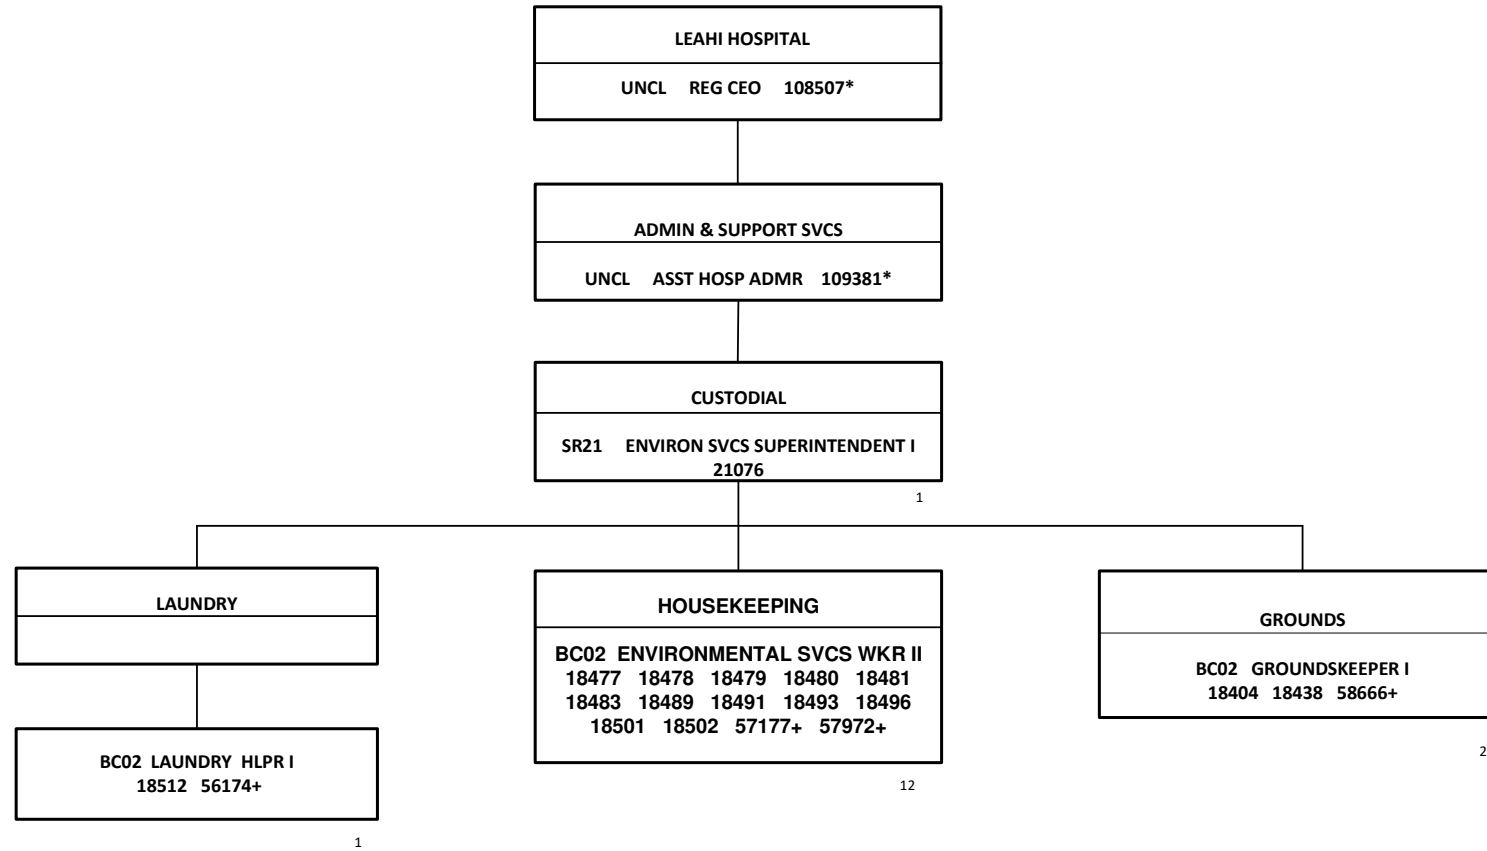 LEAHI HOSPITAL
UNCL REG CEO 108507*
ADMIN & SUPPORT SVCS
UNCL ASST HOSP ADMR 109381*
CUSTODIAL
SR21 ENVIRON SVCS SUPERINTENDENT I
21076
1
LAUNDRY
BC02 LAUNDRY HLPR I
18512 56174+
1
HOUSEKEEPING
BC02 ENVIRONMENTAL SVCS WKR II
18477 18478 18479 18480 18481
18483 18489 18491 18493 18496
18501 18502 57177+ 57972+
12
GROUNDS
BC02 GROUNDSKEEPER I
18404 18438 58666+
2